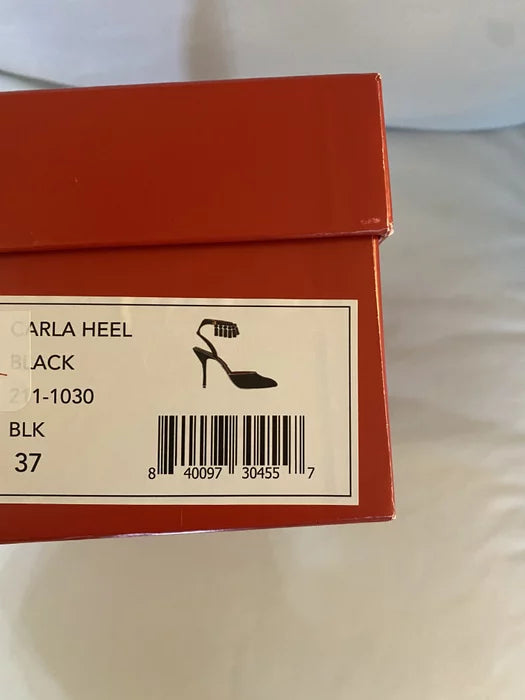 CARLA HEEL
BLACK
211-1030
BLK
37
8 40097 30455 7